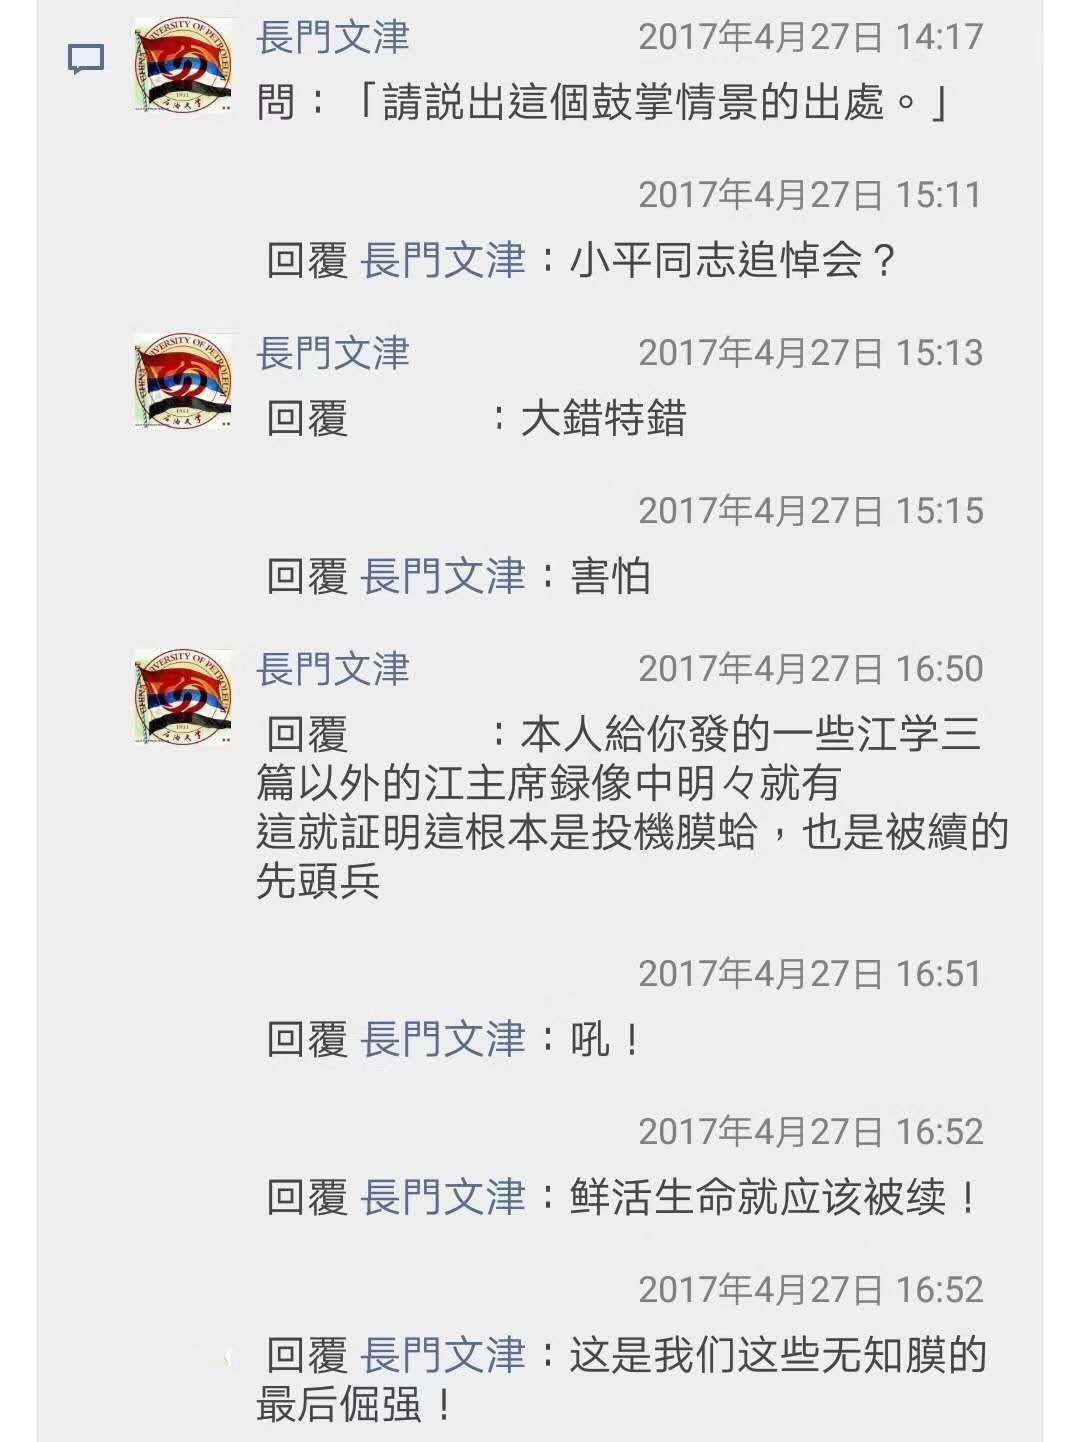 長門文津 2017年4月27日 14:17
問：「請説出這個鼓掌情景的出處。」
2017年4月27日 15:11
回覆 長門文津：小平同志追悼会？
長門文津 2017年4月27日 15:13
回覆 ：大錯特錯
2017年4月27日 15:15
回覆 長門文津：害怕
長門文津 2017年4月27日 16:50
回覆 ：本人給你發的一些江学三
篇以外的江主席録像中明々就有
這就証明這根本是投機膜蛤，也是被續的
先頭兵
2017年4月27日 16:51
回覆 長門文津：吼！
2017年4月27日 16:52
回覆 長門文津：鲜活生命就应该被续！
2017年4月27日 16:52
回覆 長門文津：这是我们这些无知膜的
最后倔强！